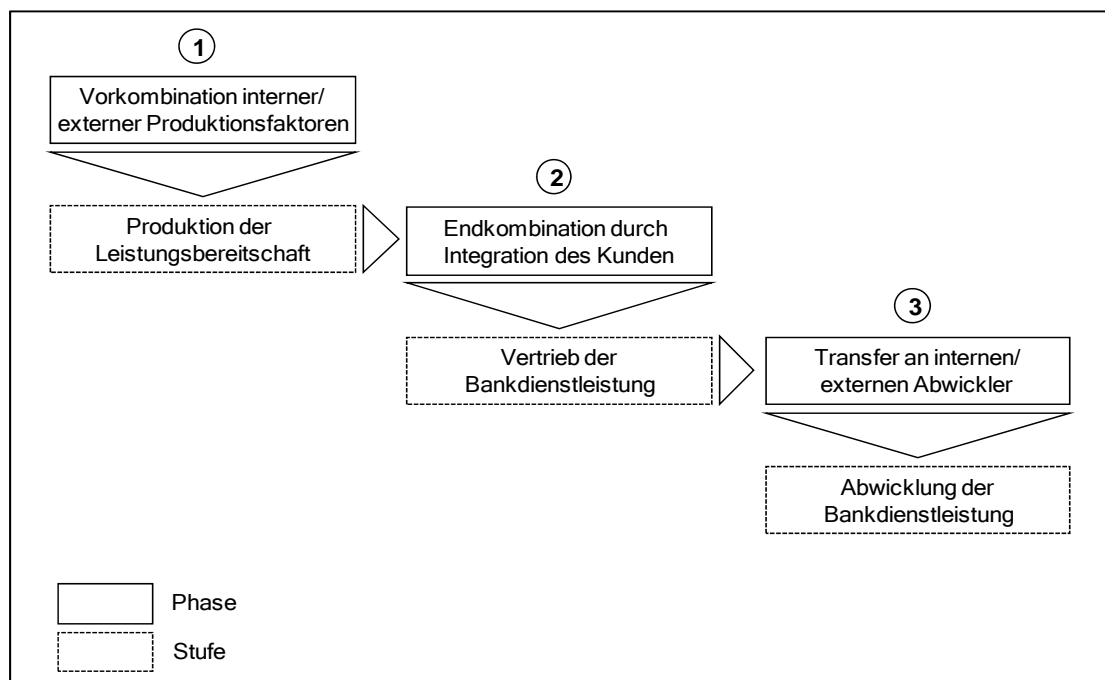 1
Vorkombination interner/
externer Produktionsfaktoren
Produktion der
Leistungsbereitschaft
2
Endkombination durch
Integration des Kunden
Vertrieb der
Bankdienstleistung
3
Transfer an internen/
externen Abwickler
Abwicklung der
Bankdienstleistung
Phase
Stufe